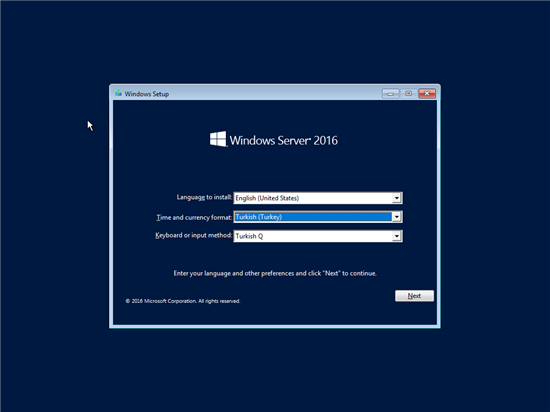 Windows Setup
Windows Server® 2016
Language to install: English (United States)
Time and currency format: Turkish (Turkey)
Keyboard or input method: Turkish Q
Enter your language and other preferences and click "Next" to continue.
© 2016 Microsoft Corporation. All rights reserved.
Next